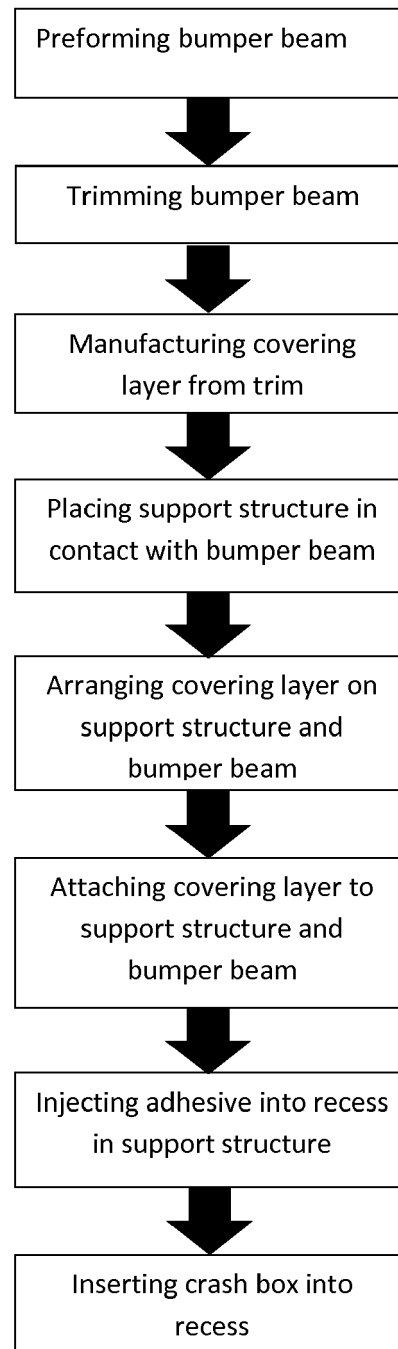 Preforming bumper beam
Trimming bumper beam
Manufacturing covering
layer from trim
Placing support structure in
contact with bumper beam
Arranging covering layer on
support structure and
bumper beam
Attaching covering layer to
support structure and
bumper beam
Injecting adhesive into recess
in support structure
Inserting crash box into
recess